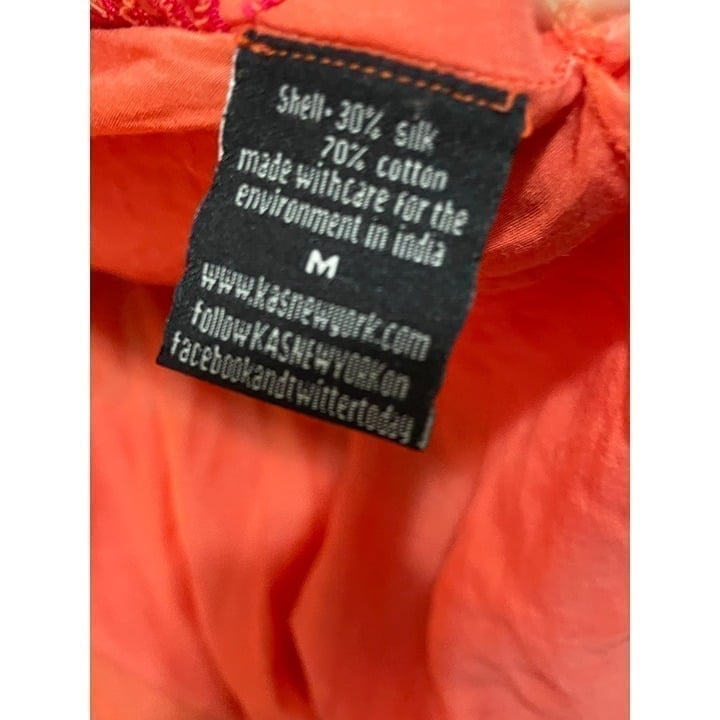 Shell- 30% silk
70% cotton
made withcare for the
environment in india
M
www.kasnewyork.com
followKASNEWYORKon
facebookandtwittertoday